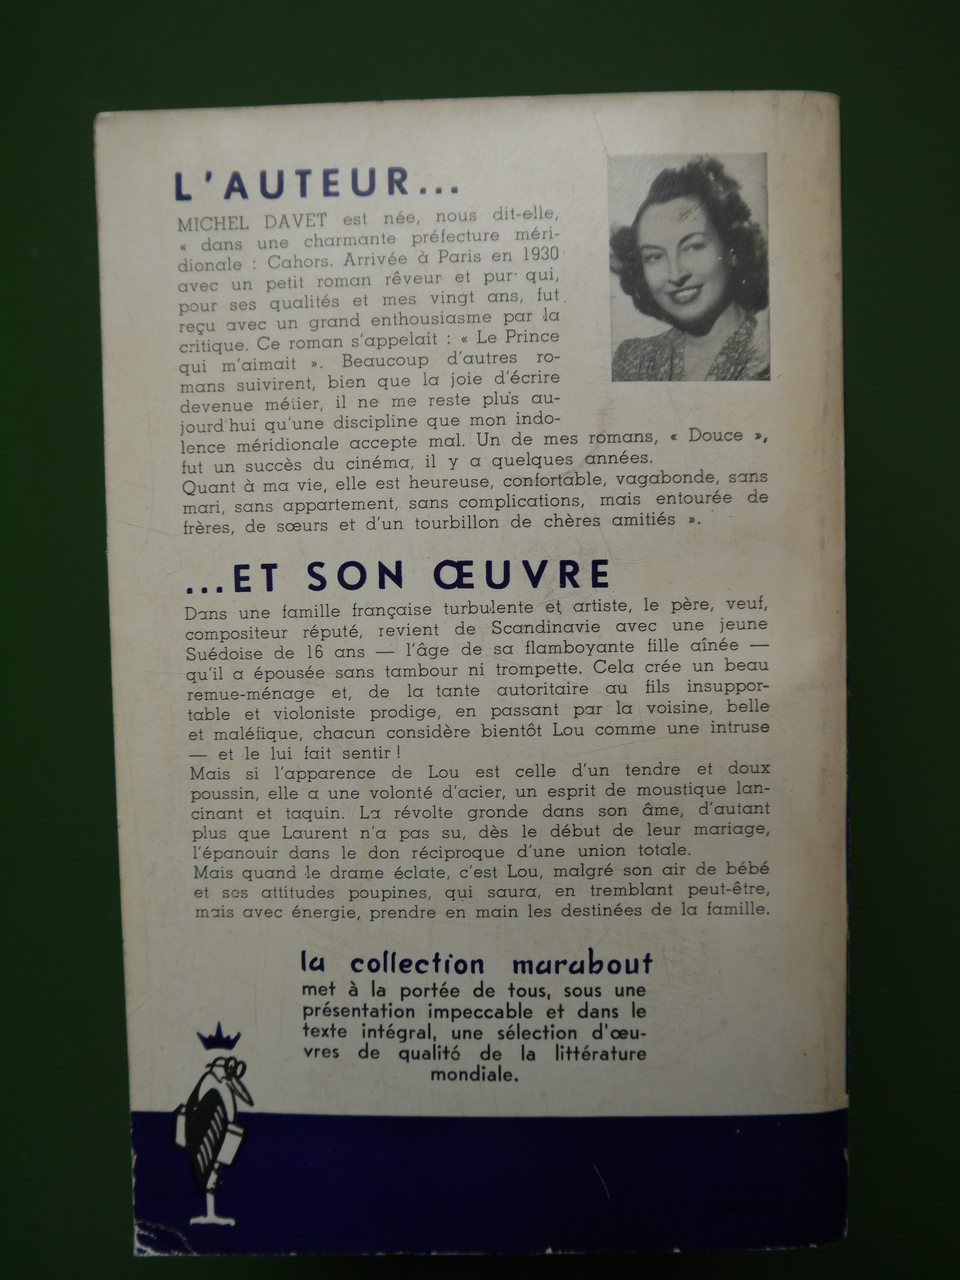 L'AUTEUR...
MICHEL DAVET est née, nous dit-elle,
« dans une charmante préfecture méri-
dionale : Cahors. Arrivée à Paris en 1930
avec un petit roman rêveur et pur qui,
pour ses qualités et mes vingt ans, fut
reçu avec un grand enthousiasme par la
critique. Ce roman s'appelait : « Le Prince
qui m'aimait ». Beaucoup d'autres ro-
mans suivirent, bien que la joie d'écrire
devenue métier, il ne me reste plus au-
jourd'hui qu'une discipline que mon indo-
lence méridionale accepte mal. Un de mes romans, « Douce »,
fut un succès du cinéma, il y a quelques années.
Quant à ma vie, elle est heureuse, confortable, vagabonde, sans
mari, sans appartement, sans complications, mais entourée de
frères, de sœurs et d'un tourbillon de chères amitiés ».
...ET SON ŒUVRE
Dans une famille française turbulente et artiste, le père, veuf,
compositeur réputé, revient de Scandinavie avec une jeune
Suédoise de 16 ans — l'âge de sa flamboyante fille aînée —
qu'il a épousée sans tambour ni trompette. Cela crée un beau
remue-ménage et, de la tante autoritaire au fils insuppor-
table et violoniste prodige, en passant par la voisine, belle
et maléfique, chacun considère bientôt Lou comme une intruse
— et le lui fait sentir !
Mais si l'apparence de Lou est celle d'un tendre et doux
poussin, elle a une volonté d'acier, un esprit de moustique lan-
cinant et taquin. La révolte gronde dans son âme, d'autant
plus que Laurent n'a pas su, dès le début de leur mariage,
l'épanouir dans le don réciproque d'une union totale.
Mais quand le drame éclate, c'est Lou, malgré son air de bébé
et ses attitudes poupines, qui saura, en tremblant peut-être,
mais avec énergie, prendre en main les destinées de la famille.
la collection marabout
met à la portée de tous, sous une
présentation impeccable et dans le
texte intégral, une sélection d'œu-
vres de qualité de la littérature
mondiale.